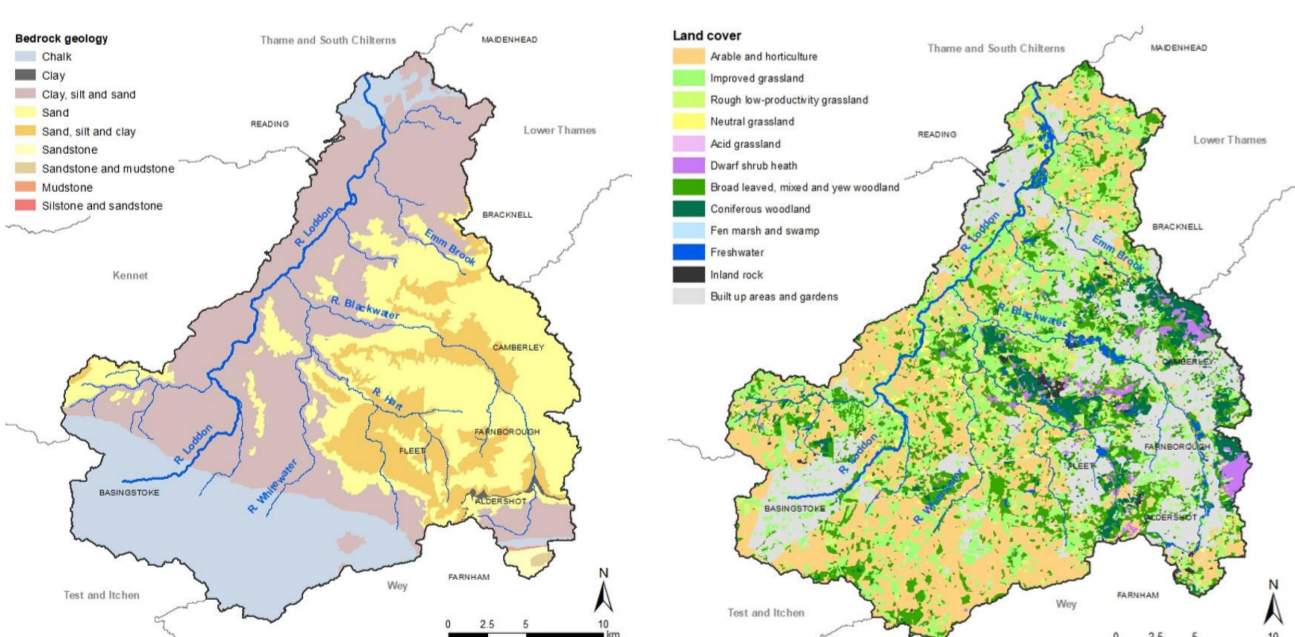 Bedrock geology
Chalk
Clay
Clay, silt and sand
Sand
Sand, silt and clay
Sandstone
Sandstone and mudstone
Mudstone
Silstone and sandstone
Thame and South Chilterns
MAIDENHEAD
READING
Lower Thames
BRACKNELL
R. Loddon
Emm Brook
Kennet
R. Blackwater
CAMBERLEY
R. Hart
FARNBOROUGH
FLEET
R. Loddon
R. Whitewater
BASINGSTOKE
ALDERSHOT
FARNHAM
Wey
Test and Itchen
N
0 2.5 5 10
km
Land cover
Arable and horticulture
Improved grassland
Rough low-productivity grassland
Neutral grassland
Acid grassland
Dwarf shrub heath
Broad leaved, mixed and yew woodland
Coniferous woodland
Fen marsh and swamp
Freshwater
Inland rock
Built up areas and gardens
Thame and South Chilterns
MAIDENHEAD
READING
Lower Thames
BRACKNELL
R. Loddon
Emm Brook
Kennet
R. Blackwater
CAMBERLEY
FARNBOROUGH
FLEET
R. Loddon
R. Whitewater
BASINGSTOKE
ALDERSHOT
FARNHAM
Wey
Test and Itchen
N
0 2.5 5 10